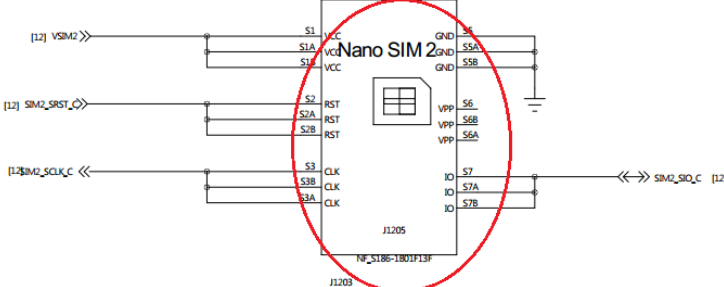 [12] VSIM2
S1
VCC
S1A
VCC
S1B
VCC
Nano SIM 2
S5
GND
S5A
GND
S5B
GND
[12] SIM2_SRST_C
S2
RST
S2A
RST
S2B
RST
VPP
S6
VPP
S6B
VPP
S6A
[12]SIM2_SCLK_C
S3
CLK
S3B
CLK
S3A
CLK
IO
S7
IO
S7A
IO
S7B
SIM2_SIO_C [12
J1205
NF_S186-1B01F13F
J1203